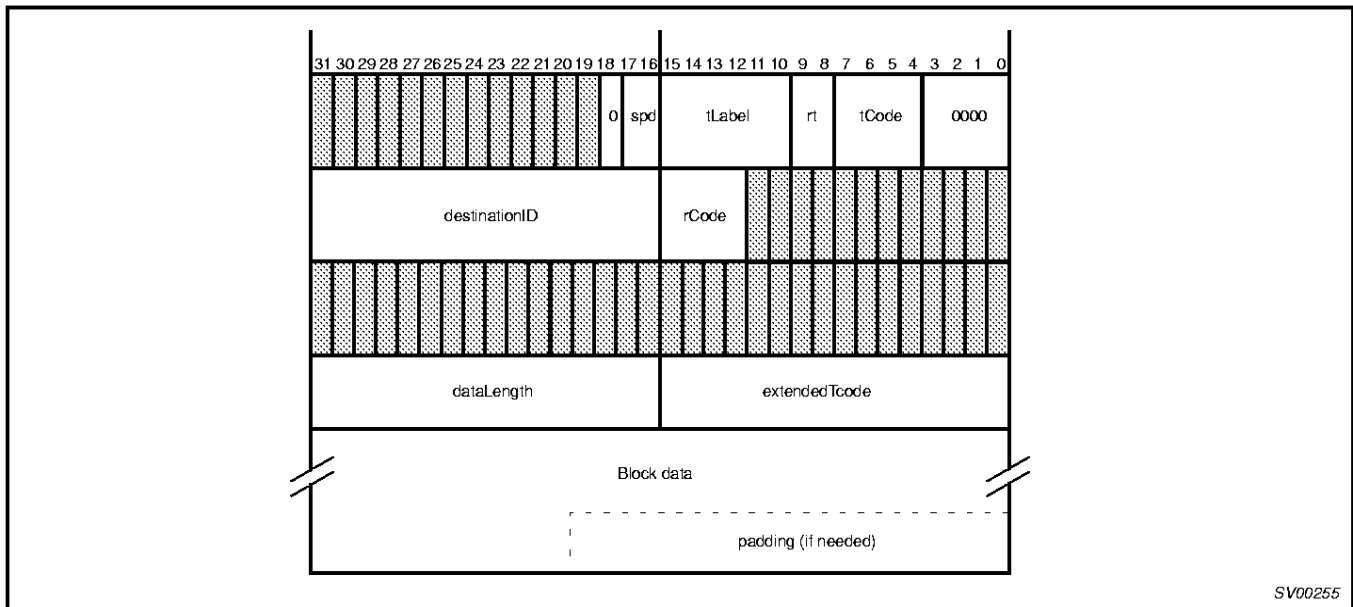 31 30 29 28 27 26 25 24 23 22 21 20 19 18 17 16 15 14 13 12 11 10 9 8 7 6 5 4 3 2 1 0
0 spd tLabel rt tCode 0000
destinationID rCode
dataLength extendedTcode
Block data
padding (if needed)
SV00255